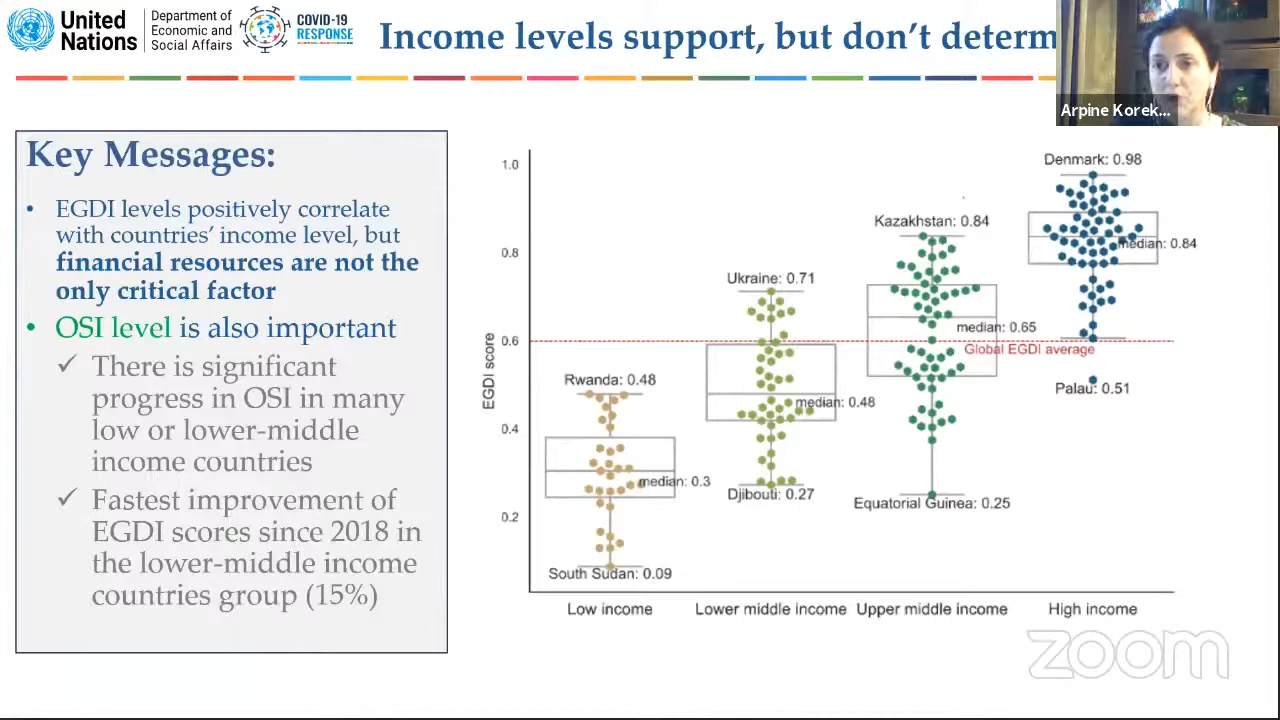 United
Nations
Department of
Economic and
Social Affairs
COVID-19
RESPONSE
Income levels support, but don’t determ
Arpine Korek...
Key Messages:
• EGDI levels positively correlate
with countries’ income level, but
financial resources are not the
only critical factor
• OSI level is also important
✓ There is significant
progress in OSI in many
low or lower-middle
income countries
✓ Fastest improvement of
EGDI scores since 2018 in
the lower-middle income
countries group (15%)
EGDI score
1.0
0.8
0.6
0.4
0.2
Rwanda: 0.48
median: 0.3
South Sudan: 0.09
Ukraine: 0.71
median: 0.48
Djibouti: 0.27
Kazakhstan: 0.84
median: 0.65
Global EGDI average
Equatorial Guinea: 0.25
Denmark: 0.98
median: 0.84
Palau: 0.51
Low income
Lower middle income
Upper middle income
High income
zoom